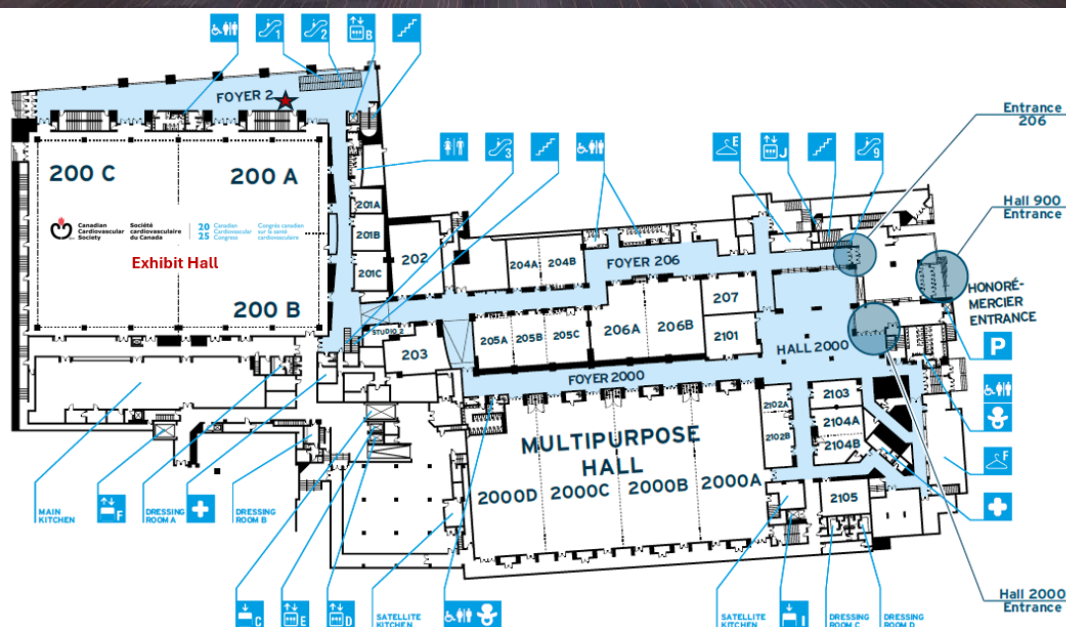 1
2
B
FOYER 2
Entrance
206
3
E
J
9
200 C
200 A
Hall 900
Entrance
Canadian
Cardiovascular
Society
Société
cardiovasculaire
du Canada
20
25
Canadian
Cardiovascular
Congress
Congrès canadien
sur la santé
cardiovasculaire
Exhibit Hall
200 B
201A
201B
201C
202
204A
204B
FOYER 206
207
HONORÉ-
MERCIER
ENTRANCE
STUDIO 2
203
205A
205B
205C
206A
206B
2101
HALL 2000
P
FOYER 2000
2102A
2102B
2103
2104A
2104B
2105
MULTIPURPOSE
HALL
2000D
2000C
2000B
2000A
F
MAIN
KITCHEN
F
DRESSING
ROOM A
DRESSING
ROOM B
C
E
D
SATELLITE
KITCHEN
SATELLITE
KITCHEN
I
DRESSING
ROOM C
DRESSING
ROOM D
Hall 2000
Entrance